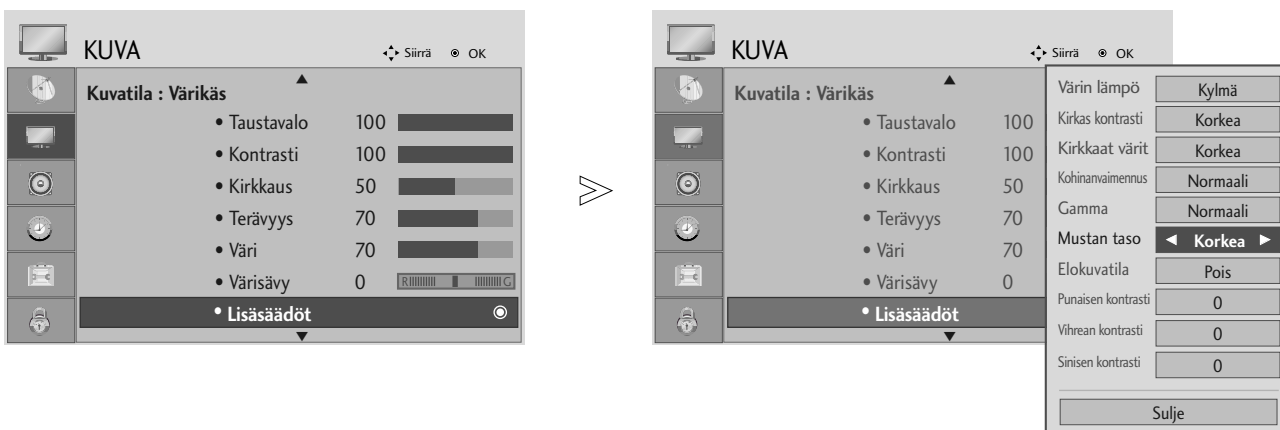 KUVA
Siirrä OK
Kuvatila : Värikäs
• Taustavalo 100
• Kontrasti 100
• Kirkkaus 50
• Terävyys 70
• Väri 70
• Värisävy 0 R G
• Lisäsäädöt
KUVA
Siirrä OK
Kuvatila : Värikäs
• Taustavalo 100
• Kontrasti 100
• Kirkkaus 50
• Terävyys 70
• Väri 70
• Värisävy 0
• Lisäsäädöt
Värin lämpö Kylmä
Kirkas kontrasti Korkea
Kirkkaat värit Korkea
Kohinanvaimennus Normaali
Gamma Normaali
Mustan taso ◄ Korkea ►
Elokuvatila Pois
Punaisen kontrasti 0
Vihrean kontrasti 0
Sinisen kontrasti 0
Sulje